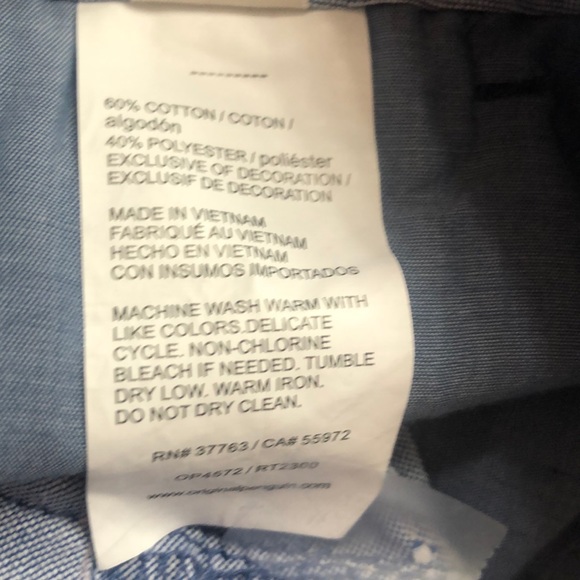 60% COTTON / COTON /
algodón
40% POLYESTER / poliéster
EXCLUSIVE OF DECORATION /
EXCLUSIF DE DECORATION
MADE IN VIETNAM
FABRIQUÉ AU VIETNAM
HECHO EN VIETNAM
CON INSUMOS IMPORTADOS
MACHINE WASH WARM WITH
LIKE COLORS.DELICATE
CYCLE. NON-CHLORINE
BLEACH IF NEEDED. TUMBLE
DRY LOW. WARM IRON.
DO NOT DRY CLEAN.
RN# 37763 / CA# 55972
www.originalpenguin.com